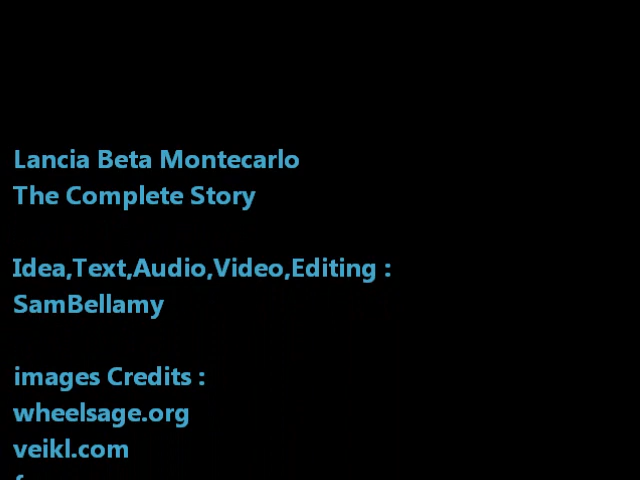 Lancia Beta Montecarlo
The Complete Story
Idea,Text,Audio,Video,Editing :
SamBellamy
images Credits :
wheelsage.org
veikl.com